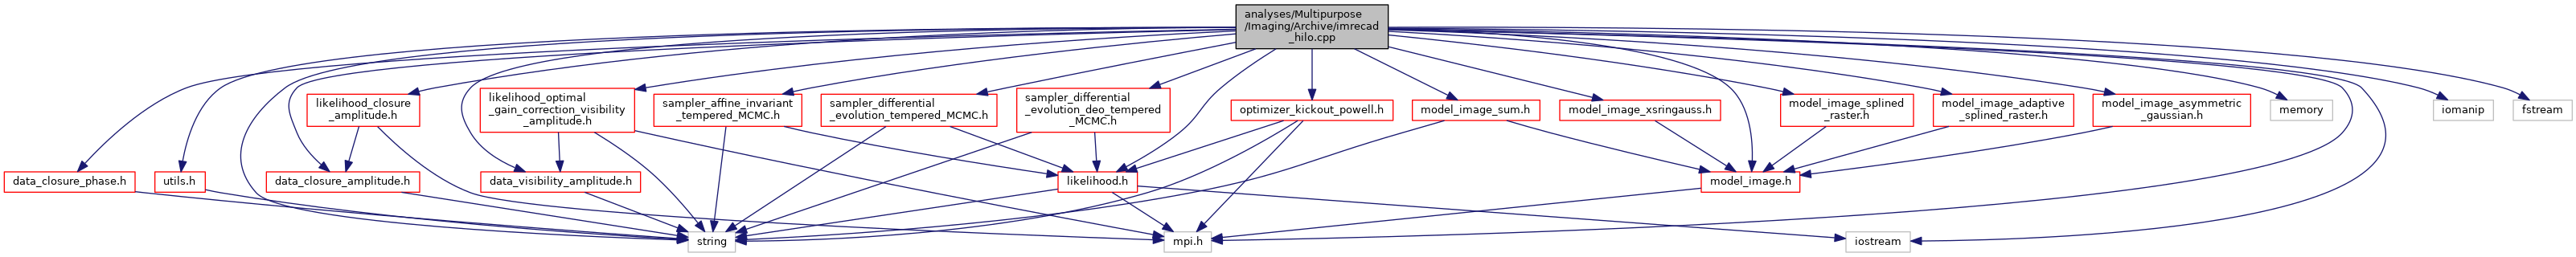 analyses/Multipurpose
/Imaging/Archive/imrecad
_hilo.cpp
likelihood_closure
_amplitude.h
likelihood_optimal
_gain_correction_visibility
_amplitude.h
sampler_affine_invariant
_tempered_MCMC.h
sampler_differential
_evolution_tempered_MCMC.h
sampler_differential
_evolution_deo_tempered
_MCMC.h
optimizer_kickout_powell.h
model_image_sum.h
model_image_xsringauss.h
model_image_splined
_raster.h
model_image_adaptive
_splined_raster.h
model_image_asymmetric
_gaussian.h
memory
iomanip
fstream
data_closure_phase.h
utils.h
data_closure_amplitude.h
data_visibility_amplitude.h
likelihood.h
model_image.h
string
mpi.h
iostream